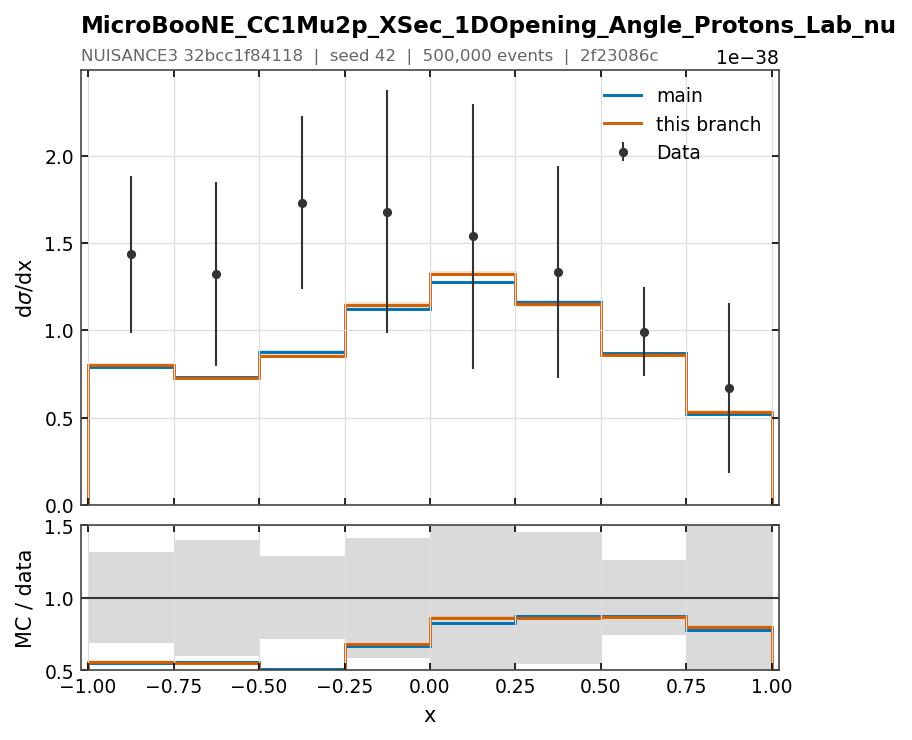 MicroBooNE_CC1Mu2p_XSec_1DOpening_Angle_Protons_Lab_nu
NUISANCE3 32bcc1f84118 | seed 42 | 500,000 events | 2f23086c
1e−38
main
this branch
Data
dσ/dx
2.0
1.5
1.0
0.5
0.0
MC / data
1.5
1.0
0.5
−1.00 −0.75 −0.50 −0.25 0.00 0.25 0.50 0.75 1.00
x